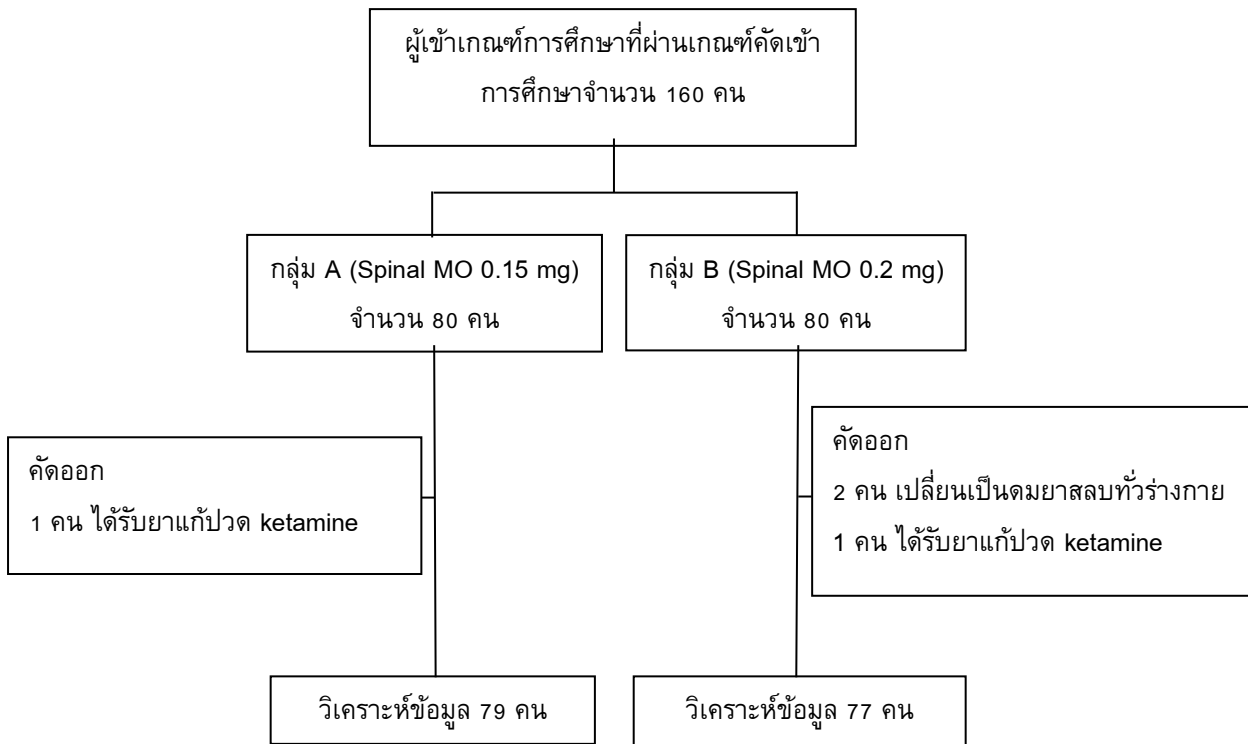 ผู้เข้าเกณฑ์การศึกษาที่ผ่านเกณฑ์คัดเข้า
การศึกษาจำนวน 160 คน
กลุ่ม A (Spinal MO 0.15 mg)
จำนวน 80 คน
กลุ่ม B (Spinal MO 0.2 mg)
จำนวน 80 คน
คัดออก
1 คน ได้รับยาแก้ปวด ketamine
คัดออก
2 คน เปลี่ยนเป็นดมยาสลบทั่วร่างกาย
1 คน ได้รับยาแก้ปวด ketamine
วิเคราะห์ข้อมูล 79 คน
วิเคราะห์ข้อมูล 77 คน